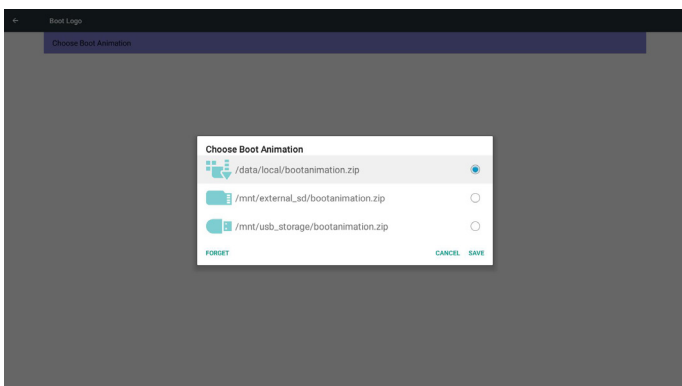 Boot Logo
Choose Boot Animation
Choose Boot Animation
/data/local/bootanimation.zip
/mnt/external_sd/bootanimation.zip
/mnt/usb_storage/bootanimation.zip
FORGET CANCEL SAVE